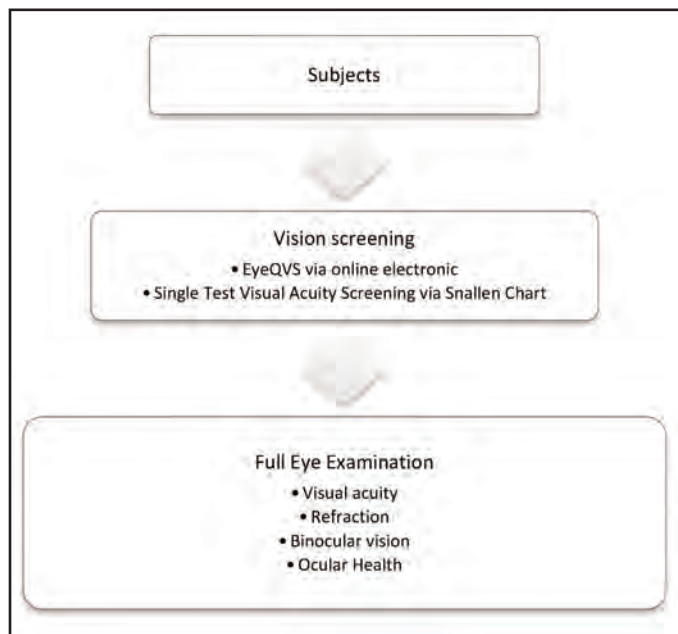 Subjects
Vision screening
• EyeQVS via online electronic
• Single Test Visual Acuity Screening via Snallen Chart
Full Eye Examination
• Visual acuity
• Refraction
• Binocular vision
• Ocular Health